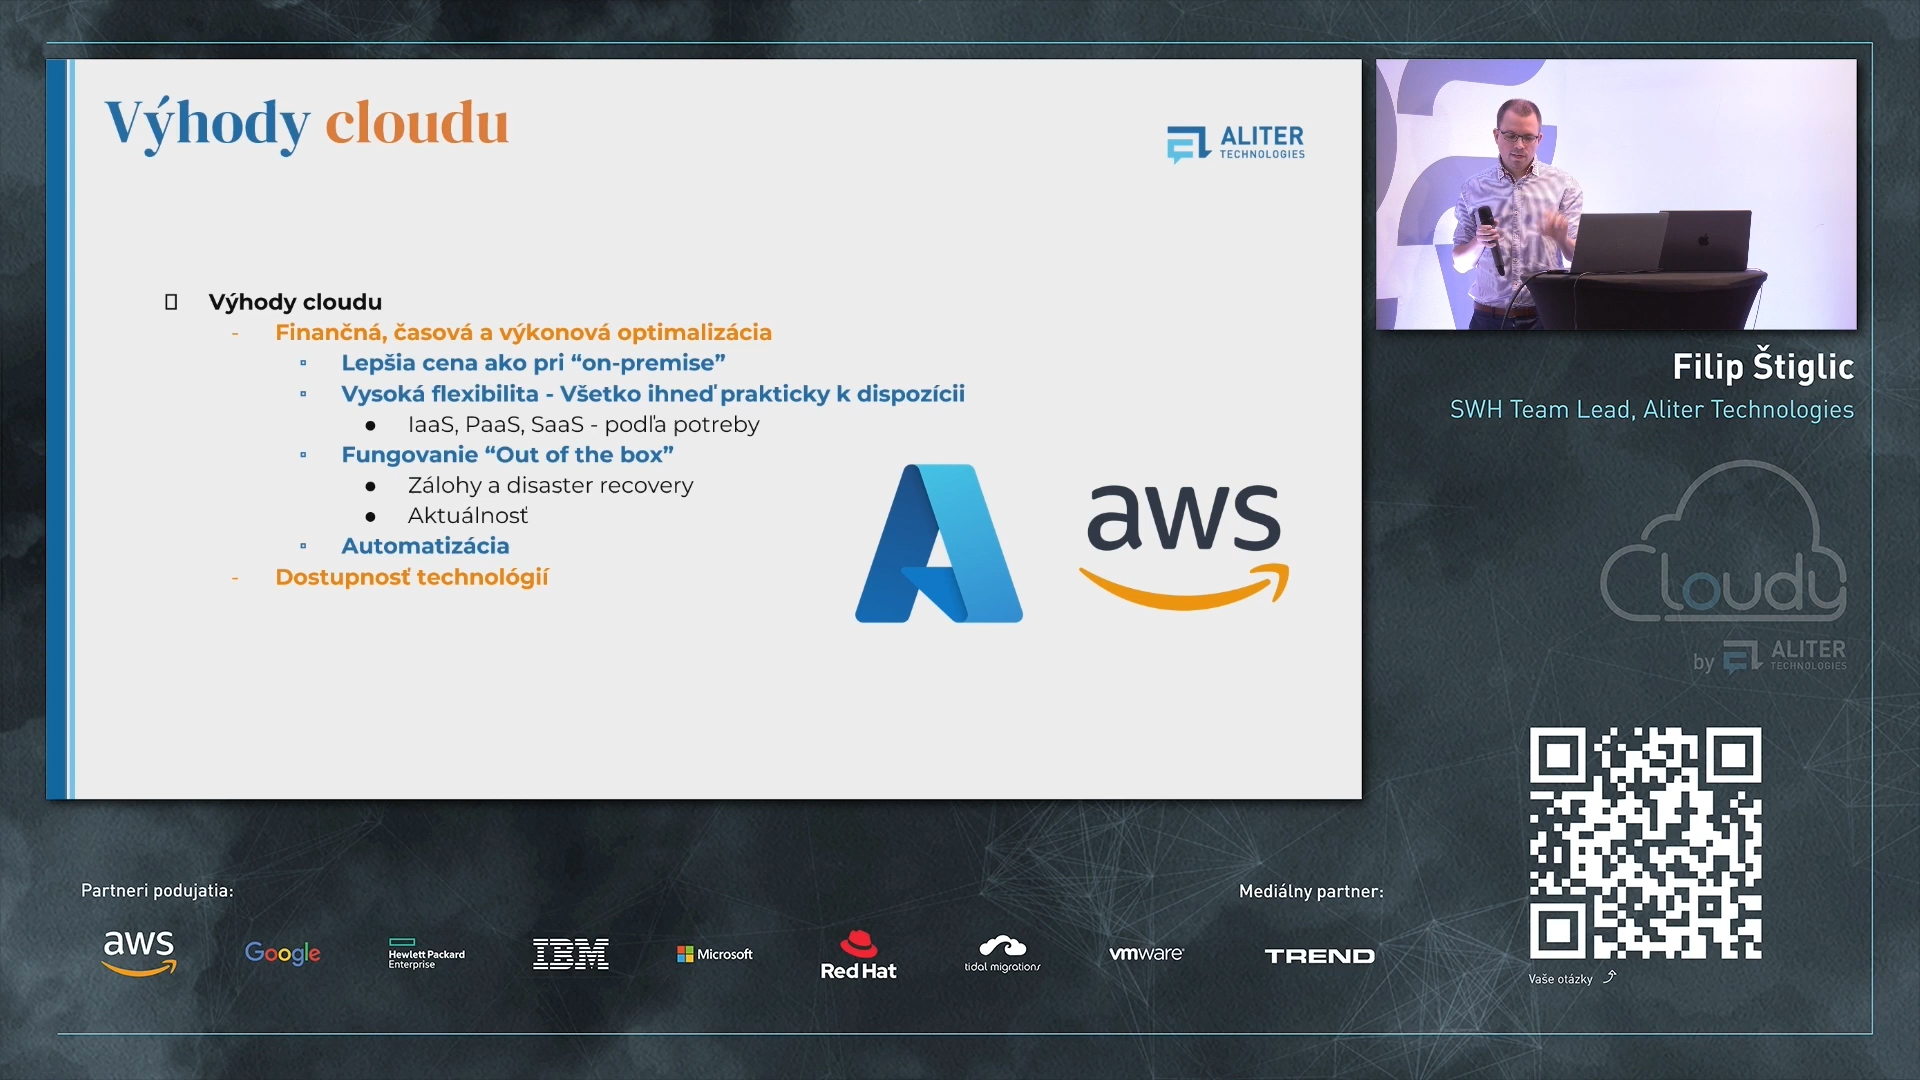 Výhody cloudu
ALITER
TECHNOLOGIES
Výhody cloudu
- Finančná, časová a výkonová optimalizácia
Lepšia cena ako pri “on-premise”
Vysoká flexibilita - Všetko ihneď prakticky k dispozícii
IaaS, PaaS, SaaS - podľa potreby
Fungovanie “Out of the box”
Zálohy a disaster recovery
Aktuálnosť
Automatizácia
- Dostupnosť technológií
aws
Filip Štiglic
SWH Team Lead, Aliter Technologies
Cloudy
by ALITER
TECHNOLOGIES
Vaše otázky
Partneri podujatia:
Mediálny partner:
aws
Google
Hewlett Packard
Enterprise
IBM
Microsoft
Red Hat
tidal migrations
vmware
TREND